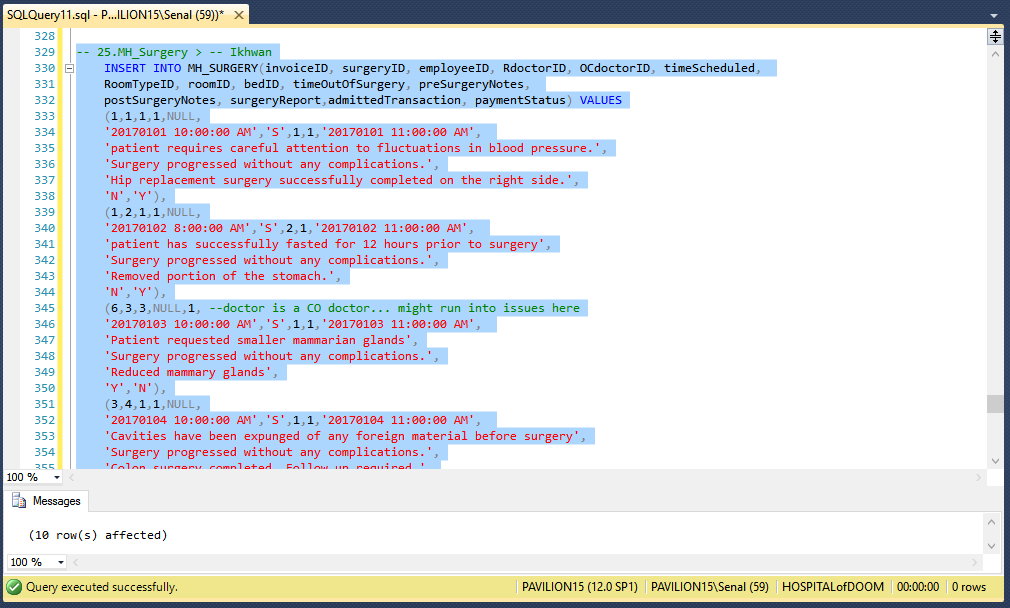 SQLQuery11.sql - P...ILION15\Senal (59))*
328
329 -- 25.MH_Surgery > -- Ikhwan
330 INSERT INTO MH_SURGERY(invoiceID, surgeryID, employeeID, RdoctorID, OCdoctorID, timeScheduled,
331 RoomTypeID, roomID, bedID, timeOutOfSurgery, preSurgeryNotes,
332 postSurgeryNotes, surgeryReport,admittedTransaction, paymentStatus) VALUES
333 (1,1,1,1,NULL,
334 '20170101 10:00:00 AM','S',1,1,'20170101 11:00:00 AM',
335 'patient requires careful attention to fluctuations in blood pressure.',
336 'Surgery progressed without any complications.',
337 'Hip replacement surgery successfully completed on the right side.',
338 'N','Y'),
339 (1,2,1,1,NULL,
340 '20170102 8:00:00 AM','S',2,1,'20170102 11:00:00 AM',
341 'patient has successfully fasted for 12 hours prior to surgery',
342 'Surgery progressed without any complications.',
343 'Removed portion of the stomach.',
344 'N','Y'),
345 (6,3,3,NULL,1, --doctor is a CO doctor... might run into issues here
346 '20170103 10:00:00 AM','S',1,1,'20170103 11:00:00 AM',
347 'Patient requested smaller mammarian glands',
348 'Surgery progressed without any complications.',
349 'Reduced mammary glands',
350 'Y','N'),
351 (3,4,1,1,NULL,
352 '20170104 10:00:00 AM','S',1,1,'20170104 11:00:00 AM',
353 'Cavities have been expunged of any foreign material before surgery',
354 'Surgery progressed without any complications.',
355 'Colon surgery completed. Follow up required.'
100 %
Messages
(10 row(s) affected)
100 %
Query executed successfully. PAVILION15 (12.0 SP1) PAVILION15\Senal (59) HOSPITALofDOOM 00:00:00 0 rows